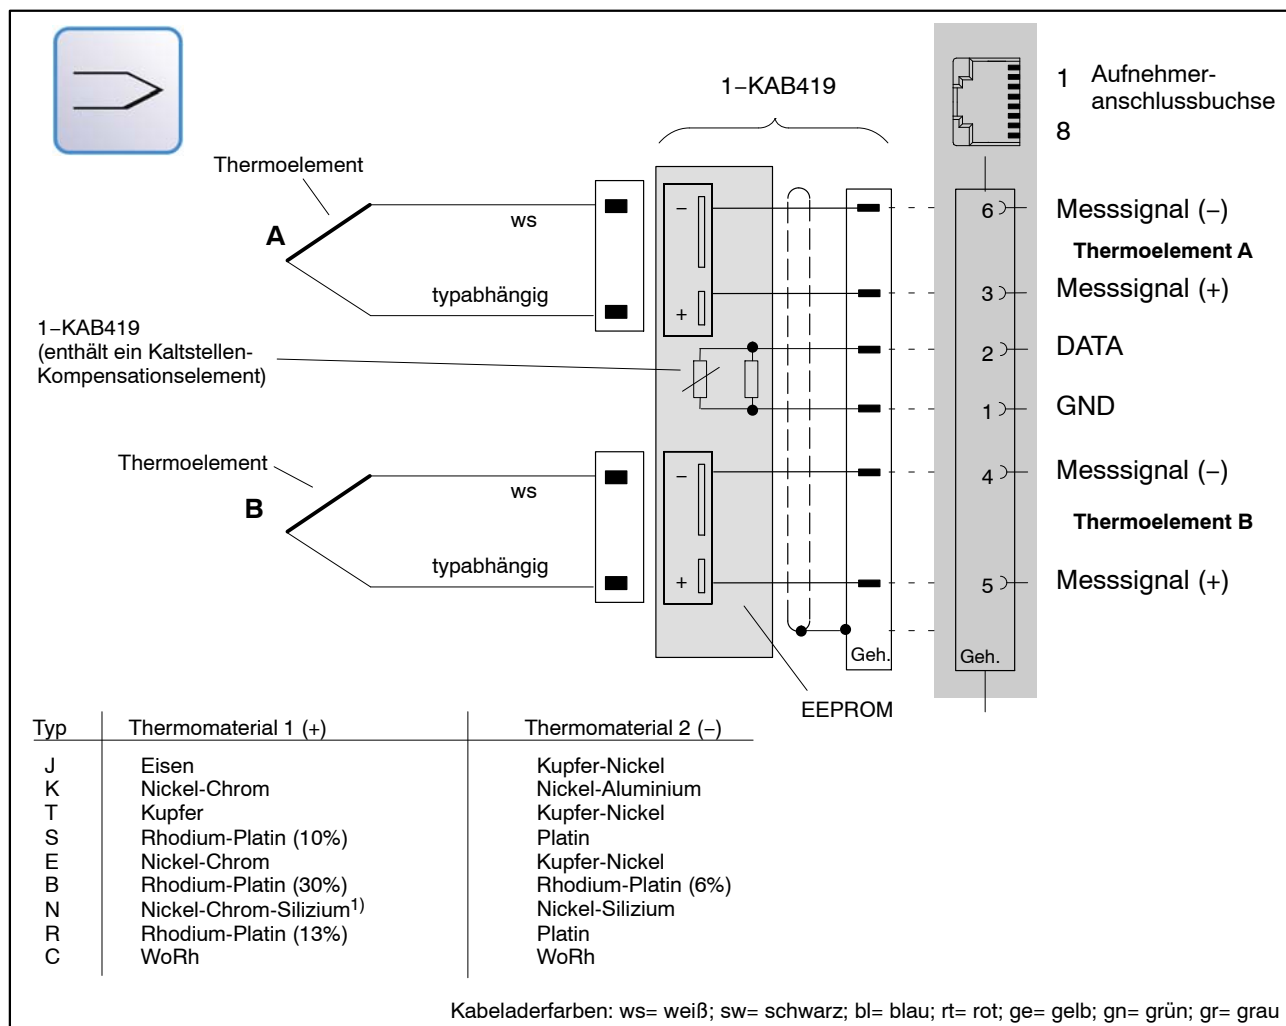 1 Aufnehmer-
anschlussbuchse
8
1–KAB419
Thermoelement
A
ws
typabhängig
1–KAB419
(enthält ein Kaltstellen-
Kompensationselement)
–
+
6 Messsignal (–)
Thermoelement A
3 Messsignal (+)
2 DATA
1 GND
Thermoelement
B
ws
typabhängig
–
+
4 Messsignal (–)
Thermoelement B
5 Messsignal (+)
Geh.
Geh.
EEPROM
Typ Thermomaterial 1 (+) Thermomaterial 2 (–)
J Eisen Kupfer-Nickel
K Nickel-Chrom Nickel-Aluminium
T Kupfer Kupfer-Nickel
S Rhodium-Platin (10%) Platin
E Nickel-Chrom Kupfer-Nickel
B Rhodium-Platin (30%) Rhodium-Platin (6%)
N Nickel-Chrom-Silizium1) Nickel-Silizium
R Rhodium-Platin (13%) Platin
C WoRh WoRh
Kabeladerfarben: ws= weiß; sw= schwarz; bl= blau; rt= rot; ge= gelb; gn= grün; gr= grau